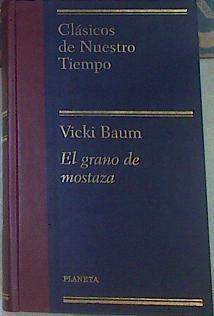 Clásicos
de Nuestro
Tiempo
Vicki Baum
El grano de
mostaza
PLANETA